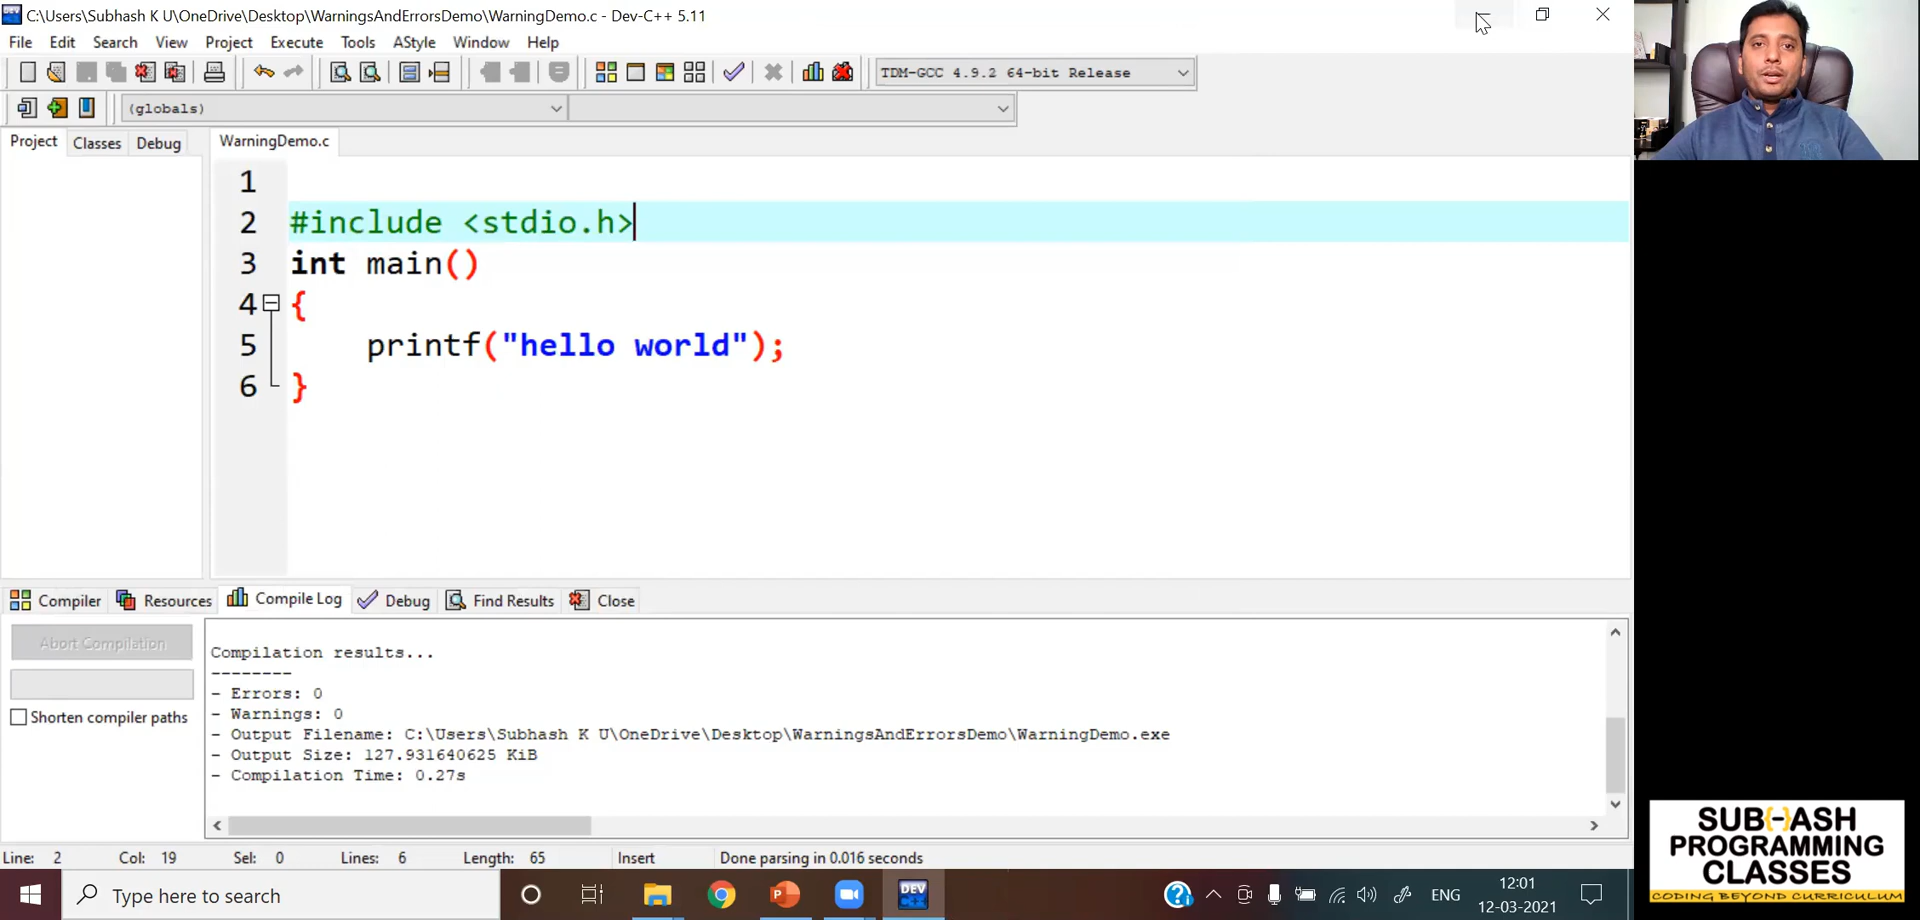 C:\Users\Subhash K U\OneDrive\Desktop\WarningsAndErrorsDemo\WarningDemo.c - Dev-C++ 5.11
File Edit Search View Project Execute Tools AStyle Window Help
TDM-GCC 4.9.2 64-bit Release
(globals)
Project Classes Debug WarningDemo.c
1
2 #include <stdio.h>
3 int main()
4 {
5 printf("hello world");
6 }
Compiler Resources Compile Log Debug Find Results Close
Abort Compilation
Shorten compiler paths
Compilation results...
--------
- Errors: 0
- Warnings: 0
- Output Filename: C:\Users\Subhash K U\OneDrive\Desktop\WarningsAndErrorsDemo\WarningDemo.exe
- Output Size: 127.931640625 KiB
- Compilation Time: 0.27s
Line: 2 Col: 19 Sel: 0 Lines: 6 Length: 65 Insert Done parsing in 0.016 seconds
Type here to search
DEV C++
ENG
12:01
12-03-2021
SUBHASH
PROGRAMMING
CLASSES
CODING BEYOND CURRICULUM